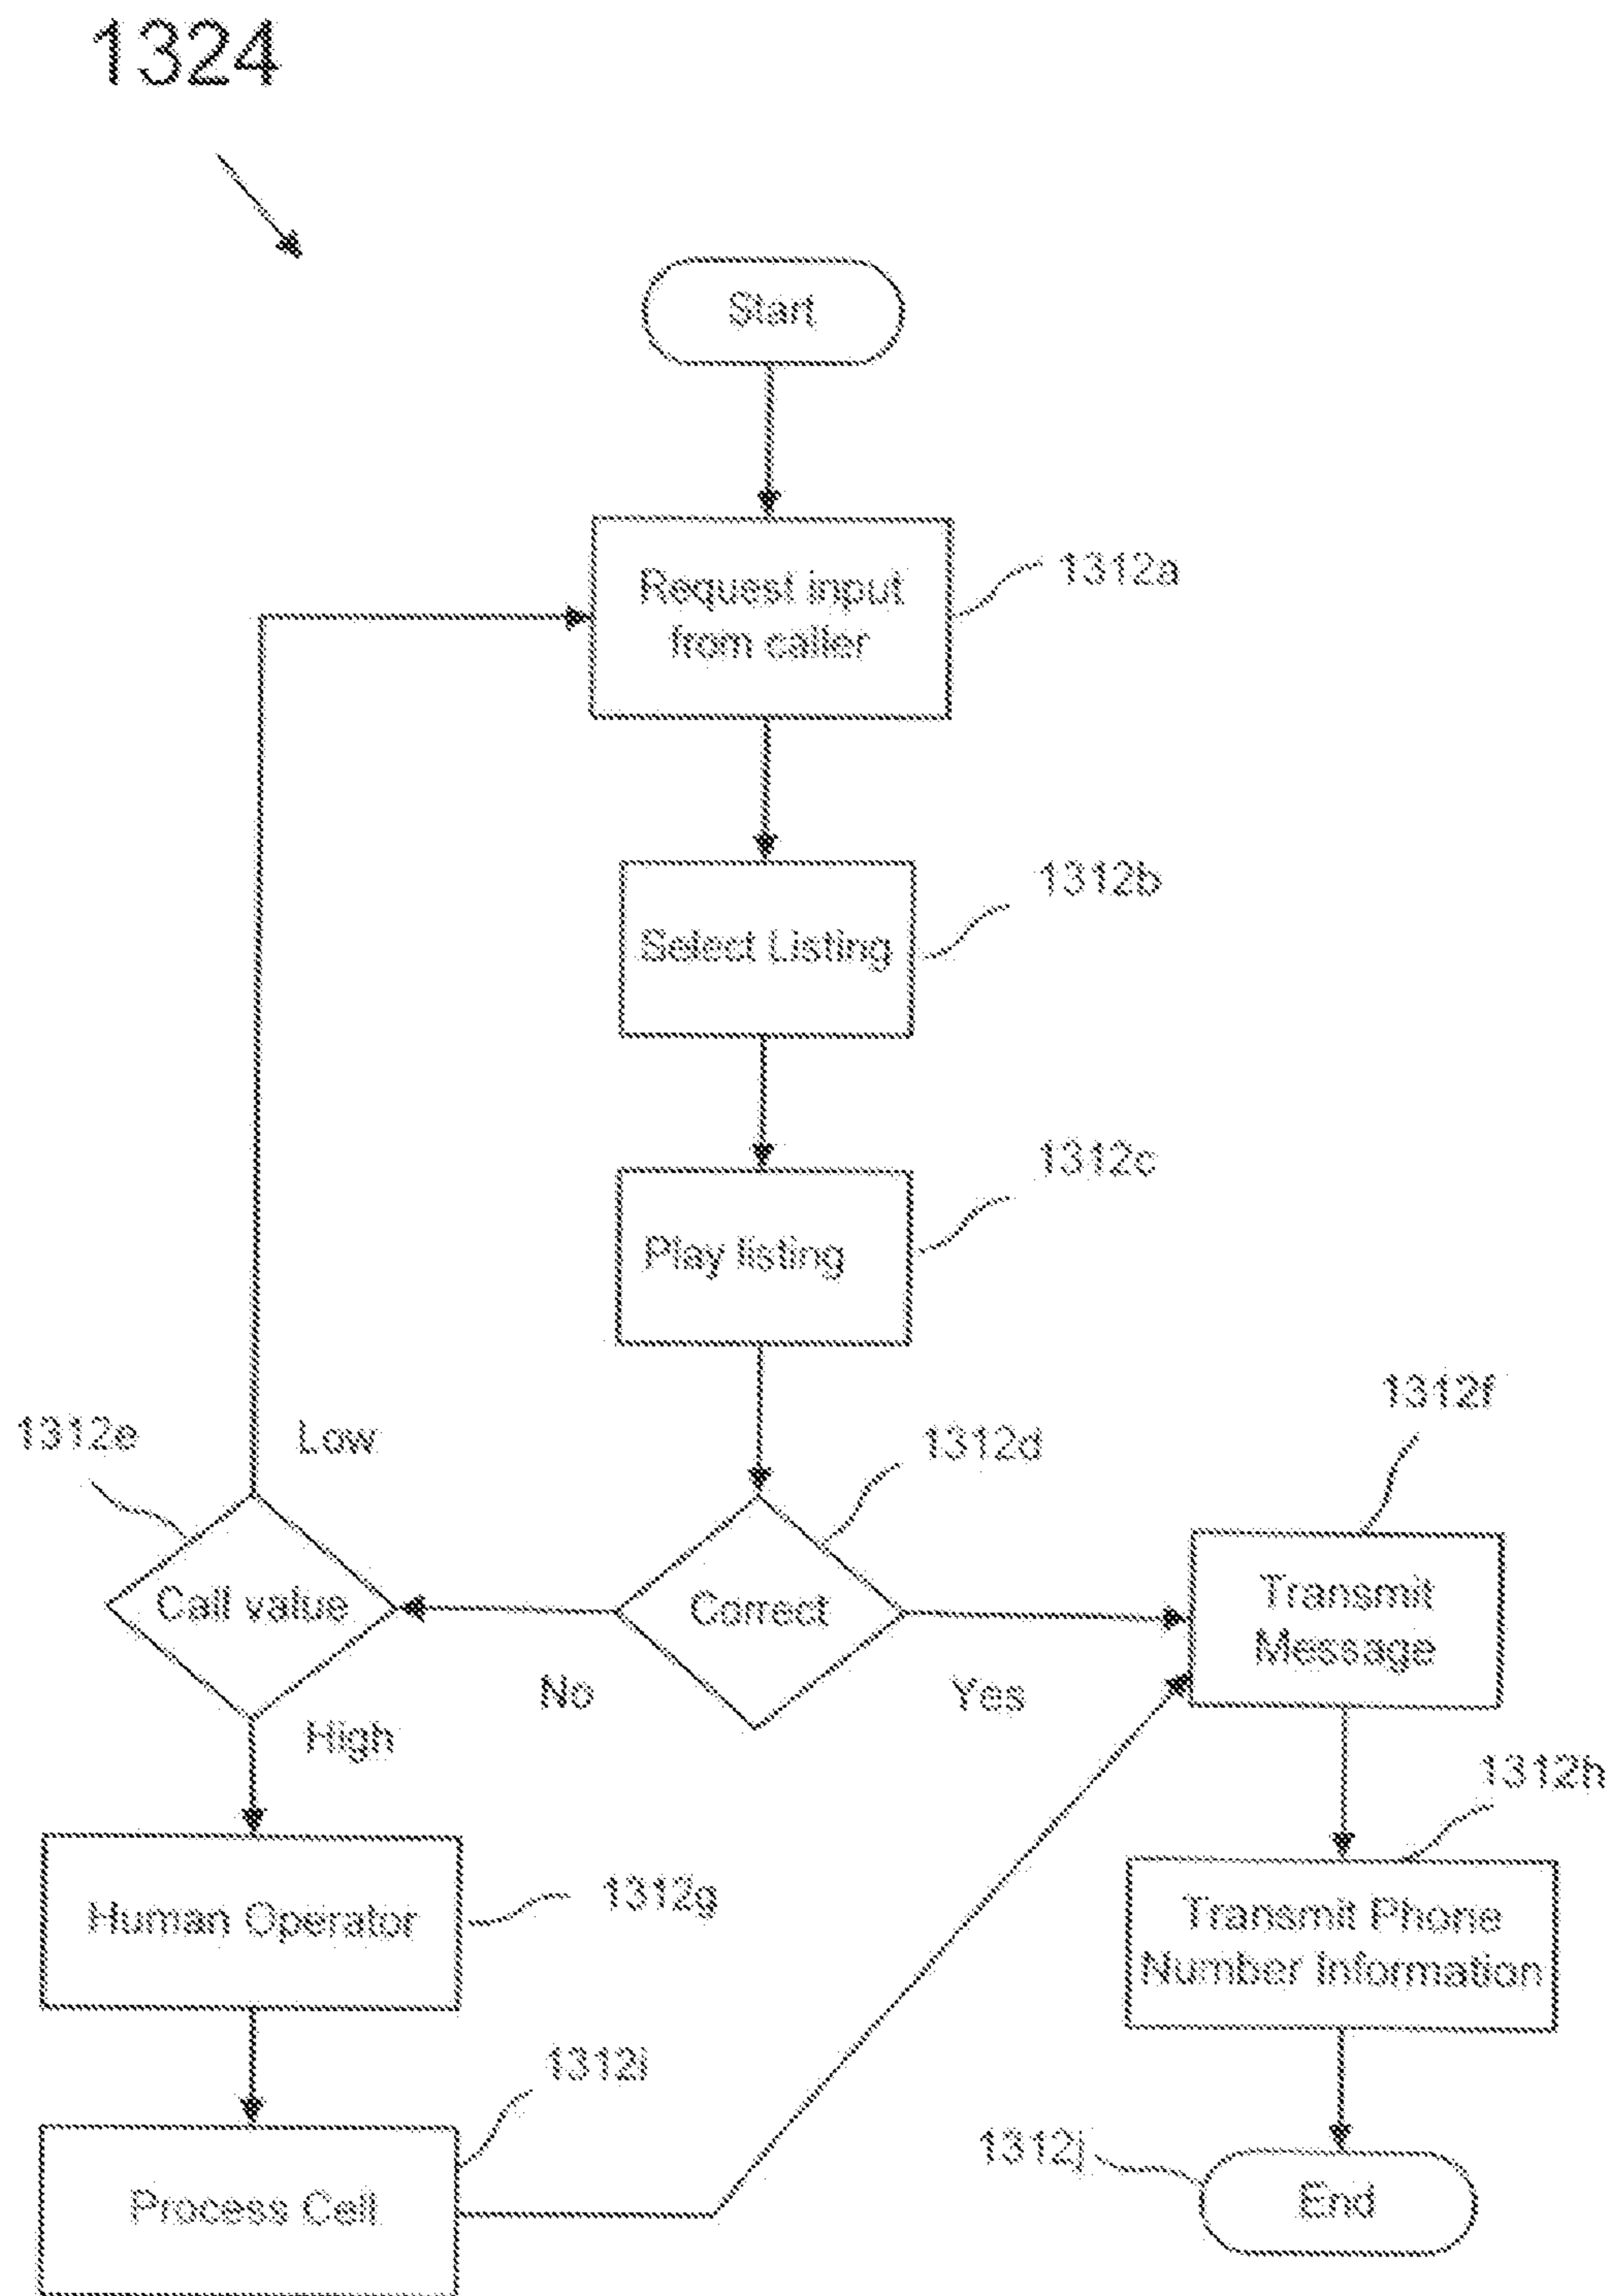 1324
Start
Request input
from caller
1312a
Select Listing
1312b
Play listing
1312c
Correct
1312d
No
Yes
Call value
1312e
Low
High
Transmit
Message
1312f
Human Operator
1312g
Transmit Phone
Number Information
1312h
Process Cell
1312i
End
1312j